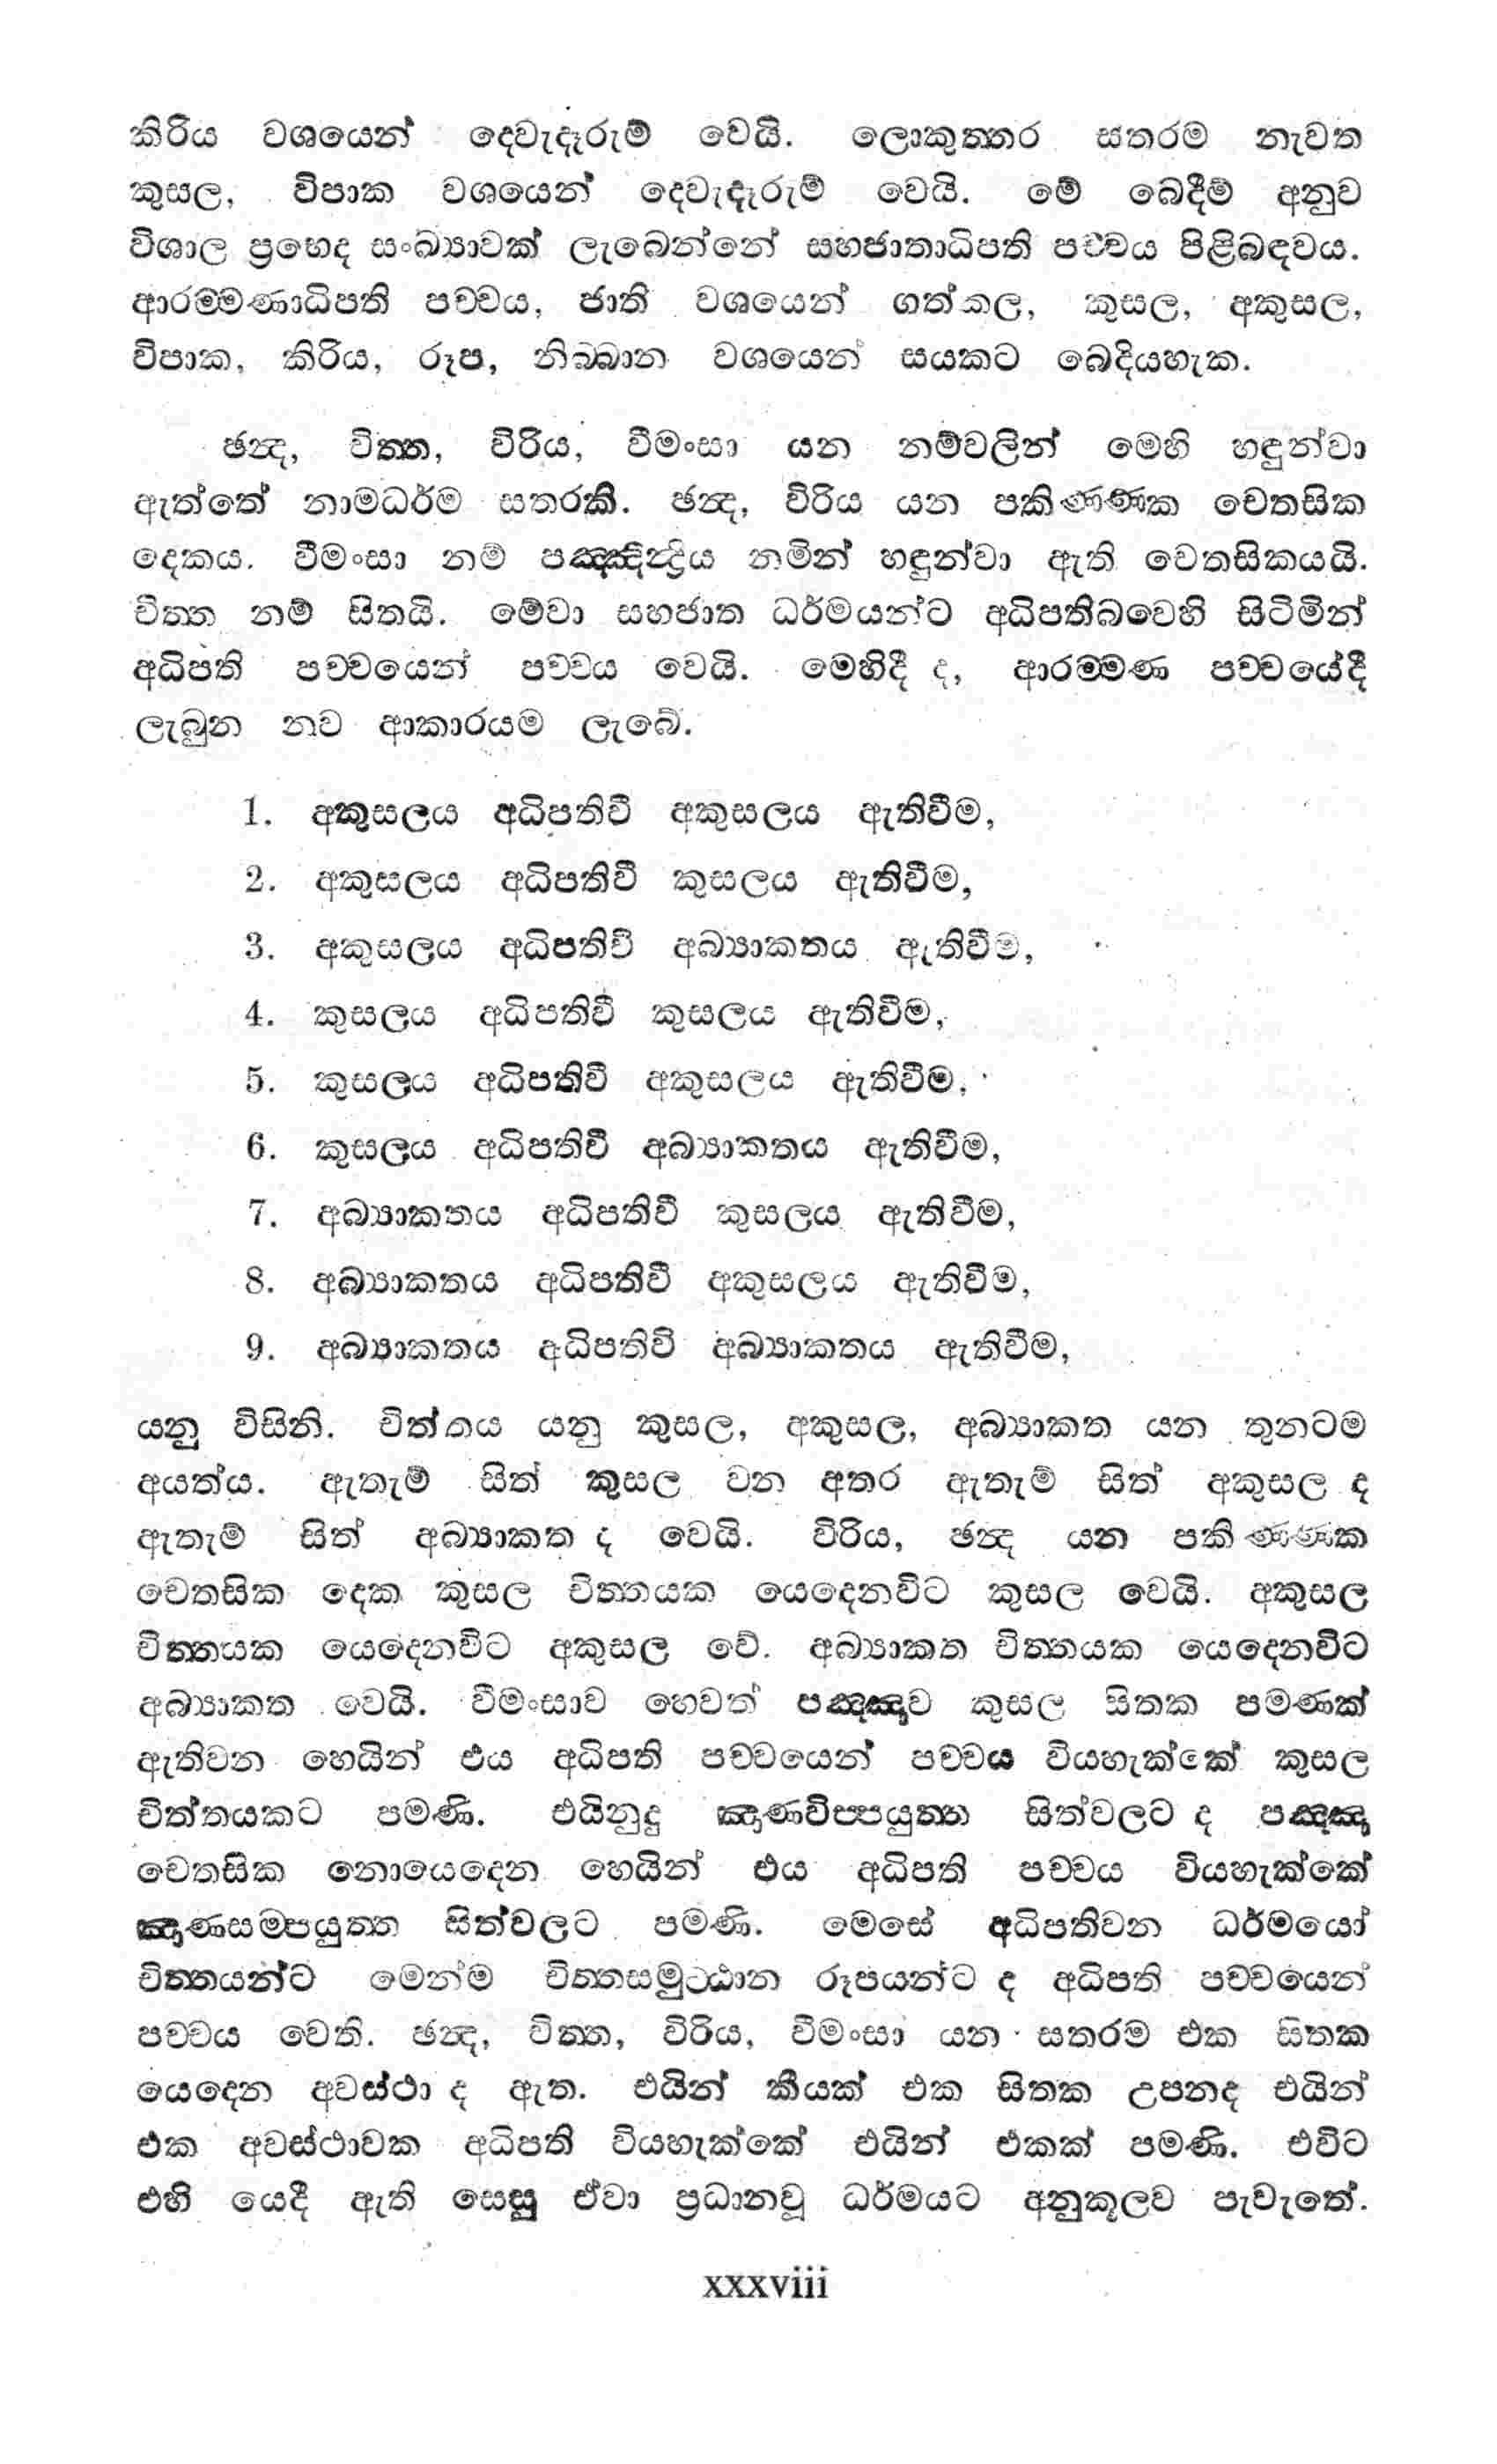 කිරිය වශයෙන් දෙවැදෑරුම් වෙයි. ලොකුත්තර සතරම නැවත
කුසල, විපාක වශයෙන් දෙවැදෑරුම් වෙයි. මේ බෙදීම් අනුව
විශාල ප්‍රභෙද සංඛ්‍යාවක් ලැබෙන්නේ සහජාතාධිපති පච්චය පිළිබඳවය.
ආරම්මණාධිපති පච්චය, ජාති වශයෙන් ගත්කල, කුසල, අකුසල,
විපාක, කිරිය, රූප, නිබ්බාන වශයෙන් සයකට බෙදියහැක.
ඡන්ද, චිත්ත, විරිය, වීමංසා යන නම්වලින් මෙහි හඳුන්වා
ඇත්තේ නාමධර්ම සතරකි. ඡන්ද, විරිය යන පකිණ්ණක චෙතසික
දෙකය. වීමංසා නම් පඤ්ඤින්ද්‍රිය නමින් හඳුන්වා ඇති චෙතසිකයයි.
චිත්ත නම් සිතයි. මේවා සහජාත ධර්මයන්ට අධිපතිබවෙහි සිටිමින්
අධිපති පච්චයෙන් පච්චය වෙයි. මෙහිදී ද, ආරම්මණ පච්චයේදී
ලැබුන නව ආකාරයම ලැබේ.
1. අකුසලය අධිපතිවී අකුසලය ඇතිවීම,
2. අකුසලය අධිපතිවී කුසලය ඇතිවීම,
3. අකුසලය අධිපතිවී අබ්‍යාකතය ඇතිවීම,
4. කුසලය අධිපතිවී කුසලය ඇතිවීම,
5. කුසලය අධිපතිවී අකුසලය ඇතිවීම,
6. කුසලය අධිපතිවී අබ්‍යාකතය ඇතිවීම,
7. අබ්‍යාකතය අධිපතිවී කුසලය ඇතිවීම,
8. අබ්‍යාකතය අධිපතිවී අකුසලය ඇතිවීම,
9. අබ්‍යාකතය අධිපතිවී අබ්‍යාකතය ඇතිවීම,
යනු විසිනි. චිත්තය යනු කුසල, අකුසල, අබ්‍යාකත යන තුනටම
අයත්ය. ඇතැම් සිත් කුසල වන අතර ඇතැම් සිත් අකුසල ද
ඇතැම් සිත් අබ්‍යාකත ද වෙයි. විරිය, ඡන්ද යන පකිණ්ණක
චෙතසික දෙක කුසල චිත්තයක යෙදෙනවිට කුසල වෙයි. අකුසල
චිත්තයක යෙදෙනවිට අකුසල වේ. අබ්‍යාකත චිත්තයක යෙදෙනවිට
අබ්‍යාකත වෙයි. වීමංසාව හෙවත් පඤ්ඤාව කුසල සිතක පමණක්
ඇතිවන හෙයින් එය අධිපති පච්චයෙන් පච්චය වියහැක්කේ කුසල
චිත්තයකට පමණි. එයිනුදු ඤාණවිප්පයුත්ත සිත්වලට ද පඤ්ඤා
චෙතසික නොයෙදෙන හෙයින් එය අධිපති පච්චය වියහැක්කේ
ඤාණසම්පයුත්ත සිත්වලට පමණි. මෙසේ අධිපතිවන ධර්මයෝ
චිත්තයන්ට මෙන්ම චිත්තසමුට්ඨාන රූපයන්ට ද අධිපති පච්චයෙන්
පච්චය වෙති. ඡන්ද, චිත්ත, විරිය, වීමංසා යන සතරම එක සිතක
යෙදෙන අවස්ථා ද ඇත. එයින් කීයක් එක සිතක උපනද එයින්
එක අවස්ථාවක අධිපති වියහැක්කේ එයින් එකක් පමණි. එවිට
එහි යෙදී ඇති සෙසු ඒවා ප්‍රධානවූ ධර්මයට අනුකූලව පැවැතේ.
xxxviii